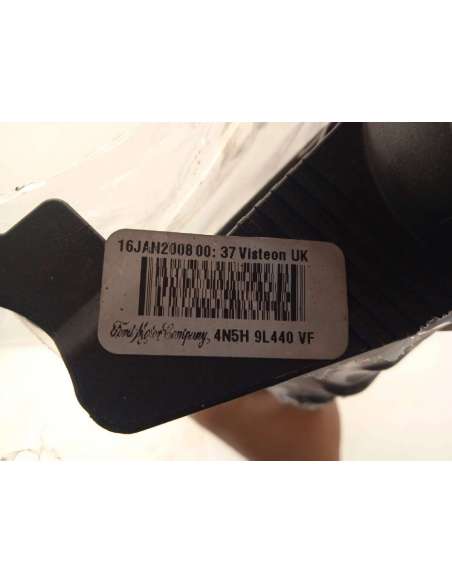 16JAN2008 00:37 Visteon UK
Ford Motor Company, 4N5H 9L440 VF